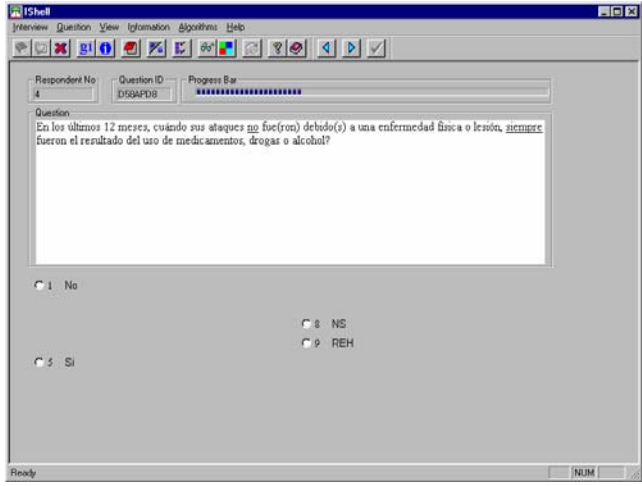 IShell
Interview Question View Information Algorithms Help
g1
Respondent No
Question ID
Progress Bar
4
D58APD8
Question
En los últimos 12 meses, cuándo sus ataques no fue(ron) debido(s) a una enfermedad física o lesión, siempre
fueron el resultado del uso de medicamentos, drogas o alcohol?
1 No
8 NS
9 REH
5 Si
Ready
NUM